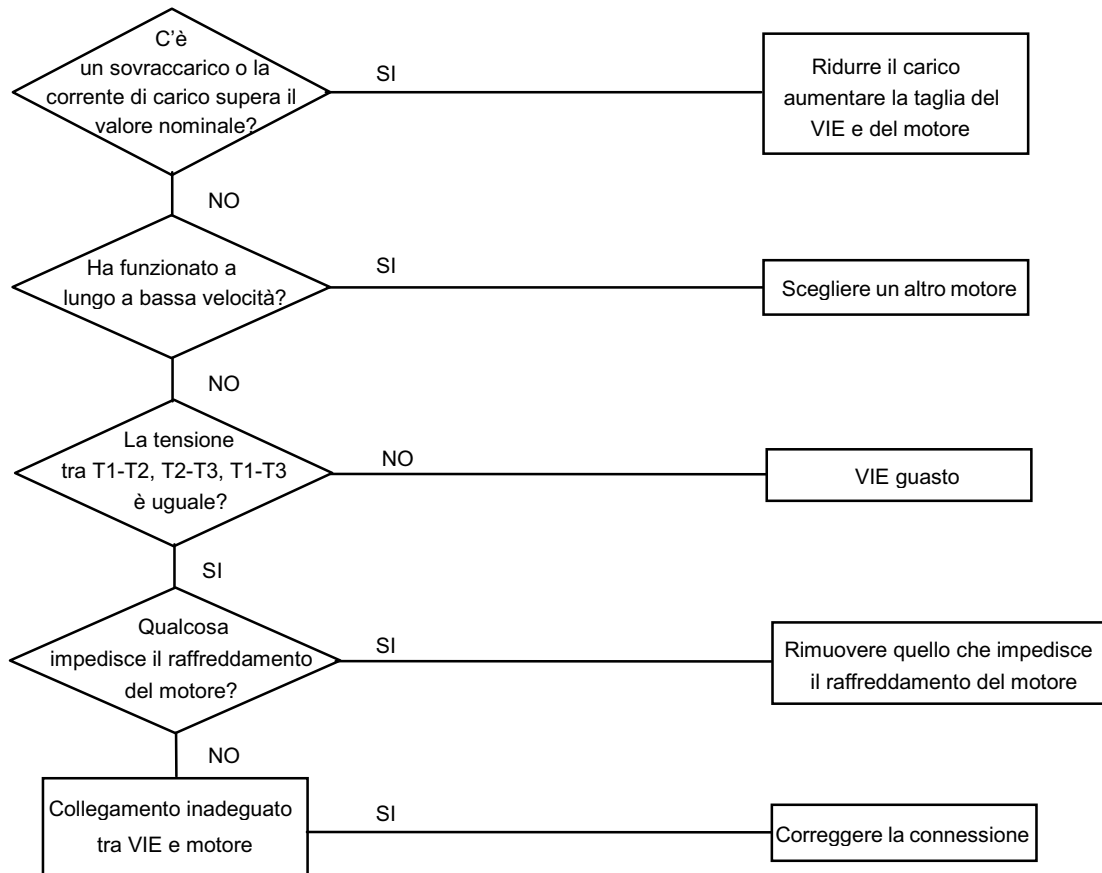 C'è
un sovraccarico o la
corrente di carico supera il
valore nominale?
SI
Ridurre il carico
aumentare la taglia del
VIE e del motore
NO
Ha funzionato a
lungo a bassa velocità?
SI
Scegliere un altro motore
NO
La tensione
tra T1-T2, T2-T3, T1-T3
è uguale?
NO
VIE guasto
SI
Qualcosa
impedisce il raffreddamento
del motore?
SI
Rimuovere quello che impedisce
il raffreddamento del motore
NO
Collegamento inadeguato
tra VIE e motore
SI
Correggere la connessione